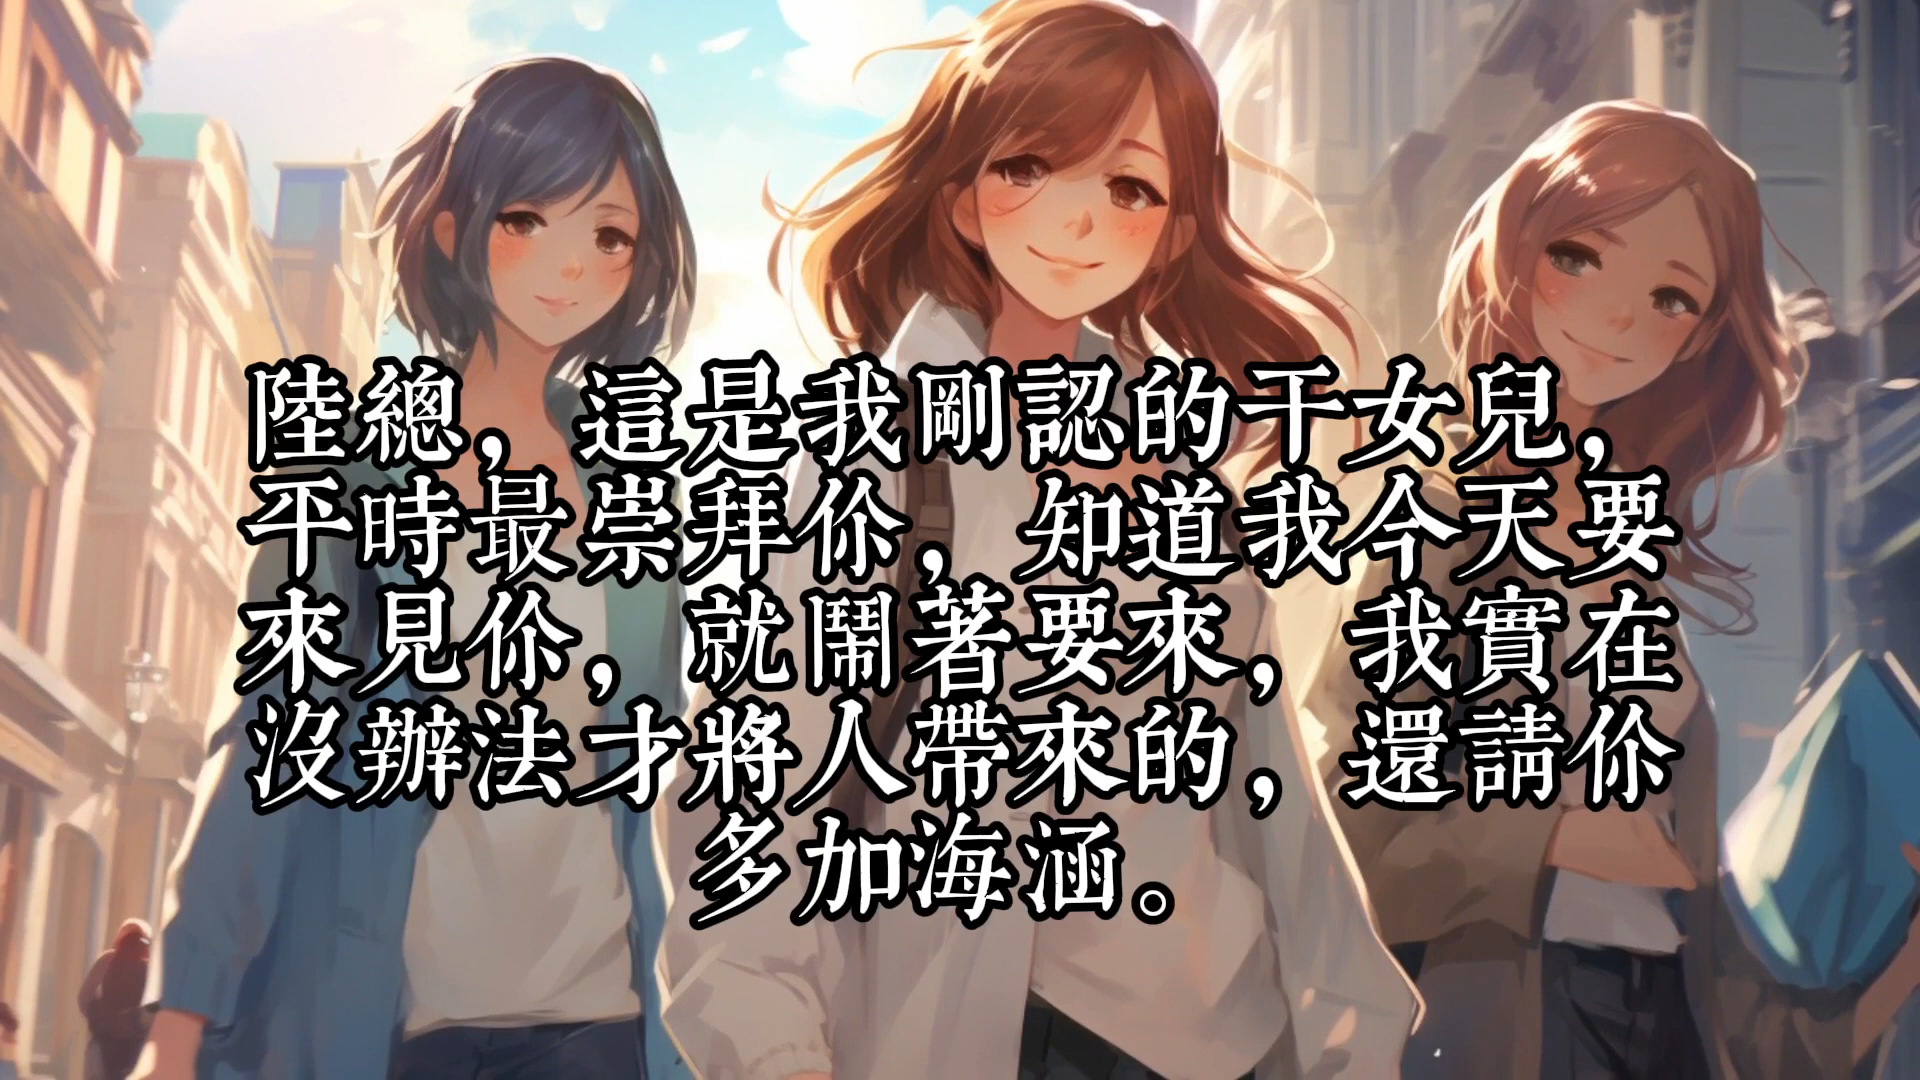 陸總，這是我剛認的干女兒，
平時最崇拜你，知道我今天要
來見你，就鬧著要來，我實在
沒辦法才將人帶來的，還請你
多加海涵。